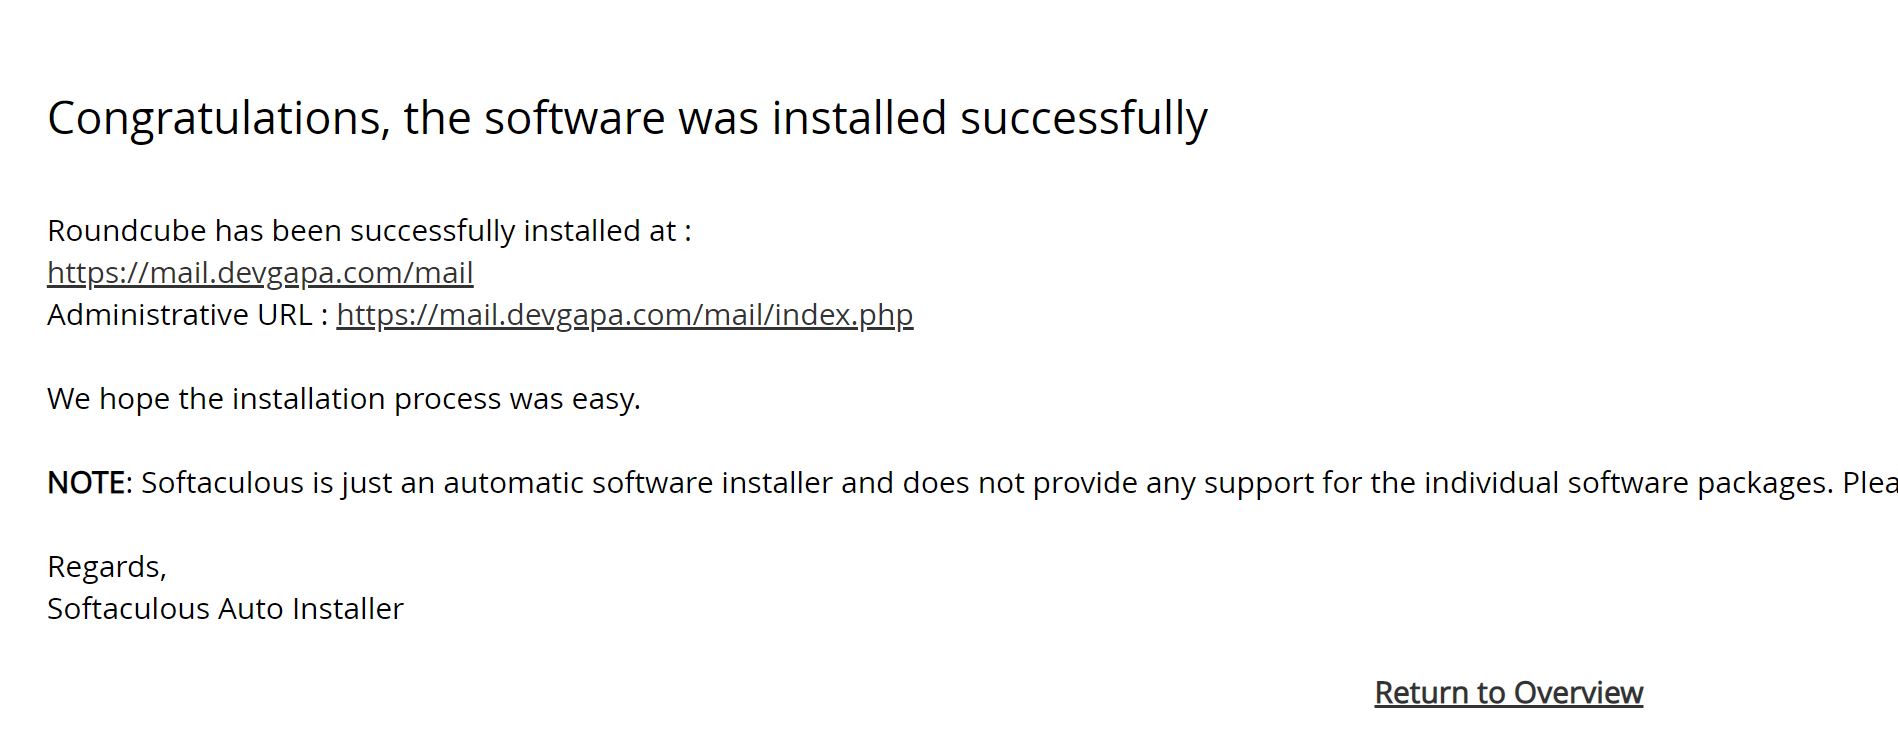 Congratulations, the software was installed successfully
Roundcube has been successfully installed at :
https://mail.devgapa.com/mail
Administrative URL : https://mail.devgapa.com/mail/index.php
We hope the installation process was easy.
NOTE: Softaculous is just an automatic software installer and does not provide any support for the individual software packages. Plea
Regards,
Softaculous Auto Installer
Return to Overview